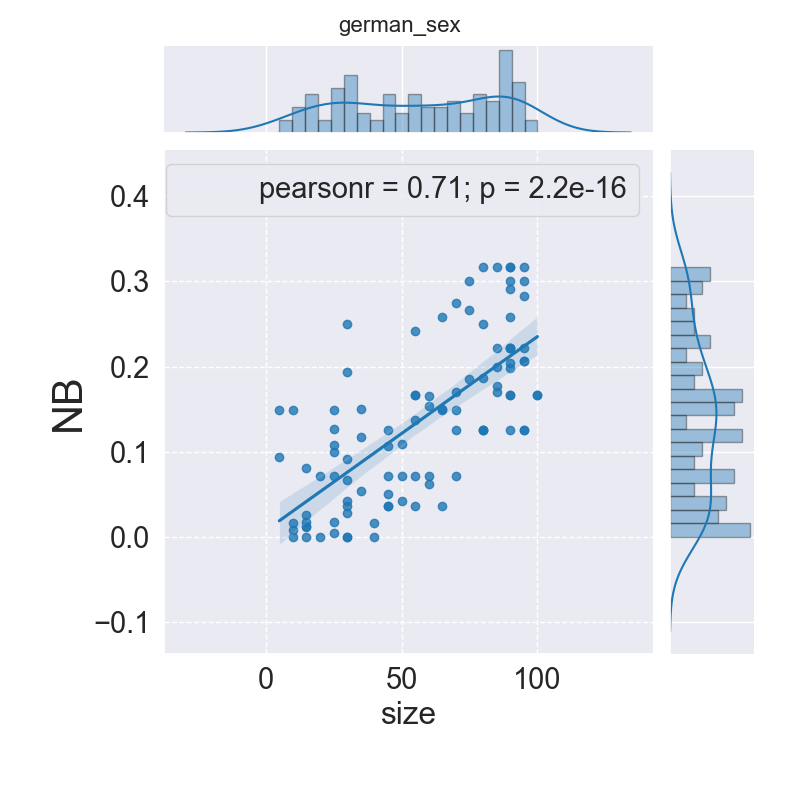 german_sex
pearsonr = 0.71; p = 2.2e-16
0.4
0.3
0.2
0.1
0.0
−0.1
NB
0 50 100
size